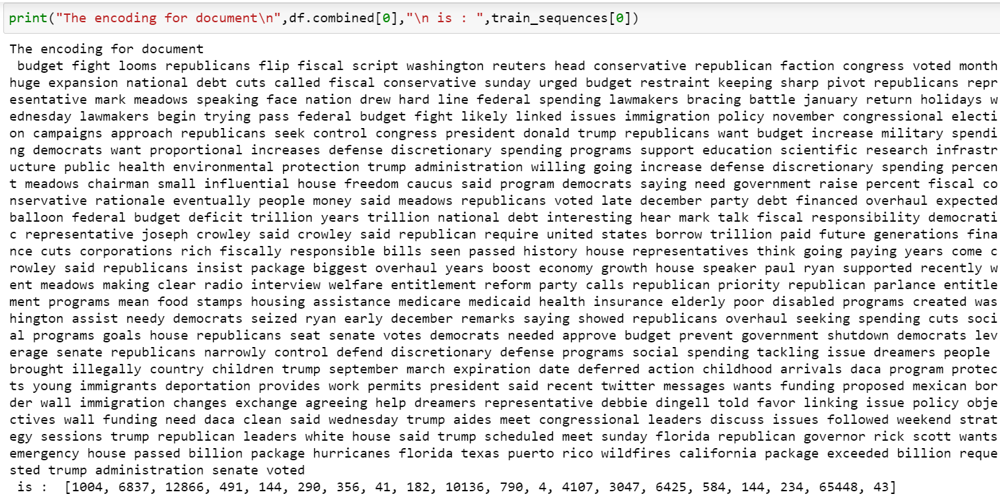 print("The encoding for document\n",df.combined[0],"\n is : ",train_sequences[0])
The encoding for document
budget fight looms republicans flip fiscal script washington reuters head conservative republican faction congress voted month
huge expansion national debt cuts called fiscal conservative sunday urged budget restraint keeping sharp pivot republicans repr
esentative mark meadows speaking face nation drew hard line federal spending lawmakers bracing battle january return holidays w
ednesday lawmakers begin trying pass federal budget fight likely linked issues immigration policy november congressional electi
on campaigns approach republicans seek control congress president donald trump republicans want budget increase military spendi
ng democrats want proportional increases defense discretionary spending programs support education scientific research infrastr
ucture public health environmental protection trump administration willing going increase defense discretionary spending percen
t meadows chairman small influential house freedom caucus said program democrats saying need government raise percent fiscal co
nservative rationale eventually people money said meadows republicans voted late december party debt financed overhaul expected
balloon federal budget deficit trillion years trillion national debt interesting hear mark talk fiscal responsibility democrati
c representative joseph crowley said crowley said republican require united states borrow trillion paid future generations fina
nce cuts corporations rich fiscally responsible bills seen passed history house representatives think going paying years come c
rowley said republicans insist package biggest overhaul years boost economy growth house speaker paul ryan supported recently w
ent meadows making clear radio interview welfare entitlement reform party calls republican priority republican parlance entitle
ment programs mean food stamps housing assistance medicare medicaid health insurance elderly poor disabled programs created was
hington assist needy democrats seized ryan early december remarks saying showed republicans overhaul seeking spending cuts soci
al programs goals house republicans seat senate votes democrats needed approve budget prevent government shutdown democrats lev
erage senate republicans narrowly control defend discretionary defense programs social spending tackling issue dreamers people
brought illegally country children trump september march expiration date deferred action childhood arrivals daca program protec
ts young immigrants deportation provides work permits president said recent twitter messages wants funding proposed mexican bor
der wall immigration changes exchange agreeing help dreamers representative debbie dingell told favor linking issue policy obje
ctives wall funding need daca clean said wednesday trump aides meet congressional leaders discuss issues followed weekend strat
egy sessions trump republican leaders white house said trump scheduled meet sunday florida republican governor rick scott wants
emergency house passed billion package hurricanes florida texas puerto rico wildfires california package exceeded billion reque
sted trump administration senate voted
is :  [1004, 6837, 12866, 491, 144, 290, 356, 41, 182, 10136, 790, 4, 4107, 3047, 6425, 584, 144, 234, 65448, 43]